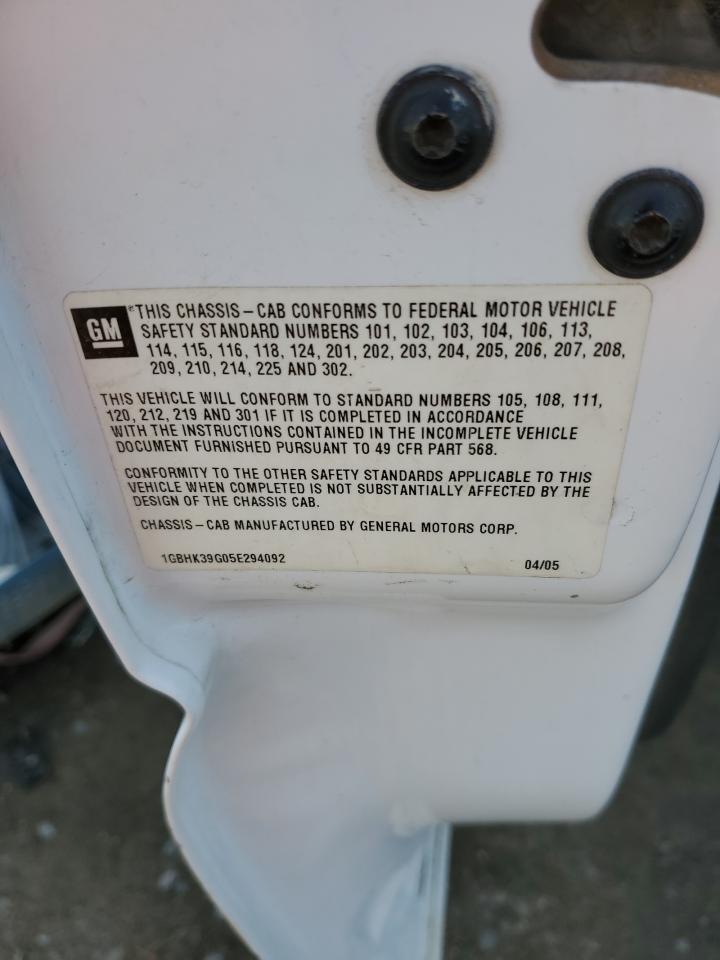 GM
*THIS CHASSIS–CAB CONFORMS TO FEDERAL MOTOR VEHICLE
SAFETY STANDARD NUMBERS 101, 102, 103, 104, 106, 113,
114, 115, 116, 118, 124, 201, 202, 203, 204, 205, 206, 207, 208,
209, 210, 214, 225 AND 302.
THIS VEHICLE WILL CONFORM TO STANDARD NUMBERS 105, 108, 111,
120, 212, 219 AND 301 IF IT IS COMPLETED IN ACCORDANCE
WITH THE INSTRUCTIONS CONTAINED IN THE INCOMPLETE VEHICLE
DOCUMENT FURNISHED PURSUANT TO 49 CFR PART 568.
CONFORMITY TO THE OTHER SAFETY STANDARDS APPLICABLE TO THIS
VEHICLE WHEN COMPLETED IS NOT SUBSTANTIALLY AFFECTED BY THE
DESIGN OF THE CHASSIS CAB.
CHASSIS–CAB MANUFACTURED BY GENERAL MOTORS CORP.
1GBHK39G05E294092 04/05